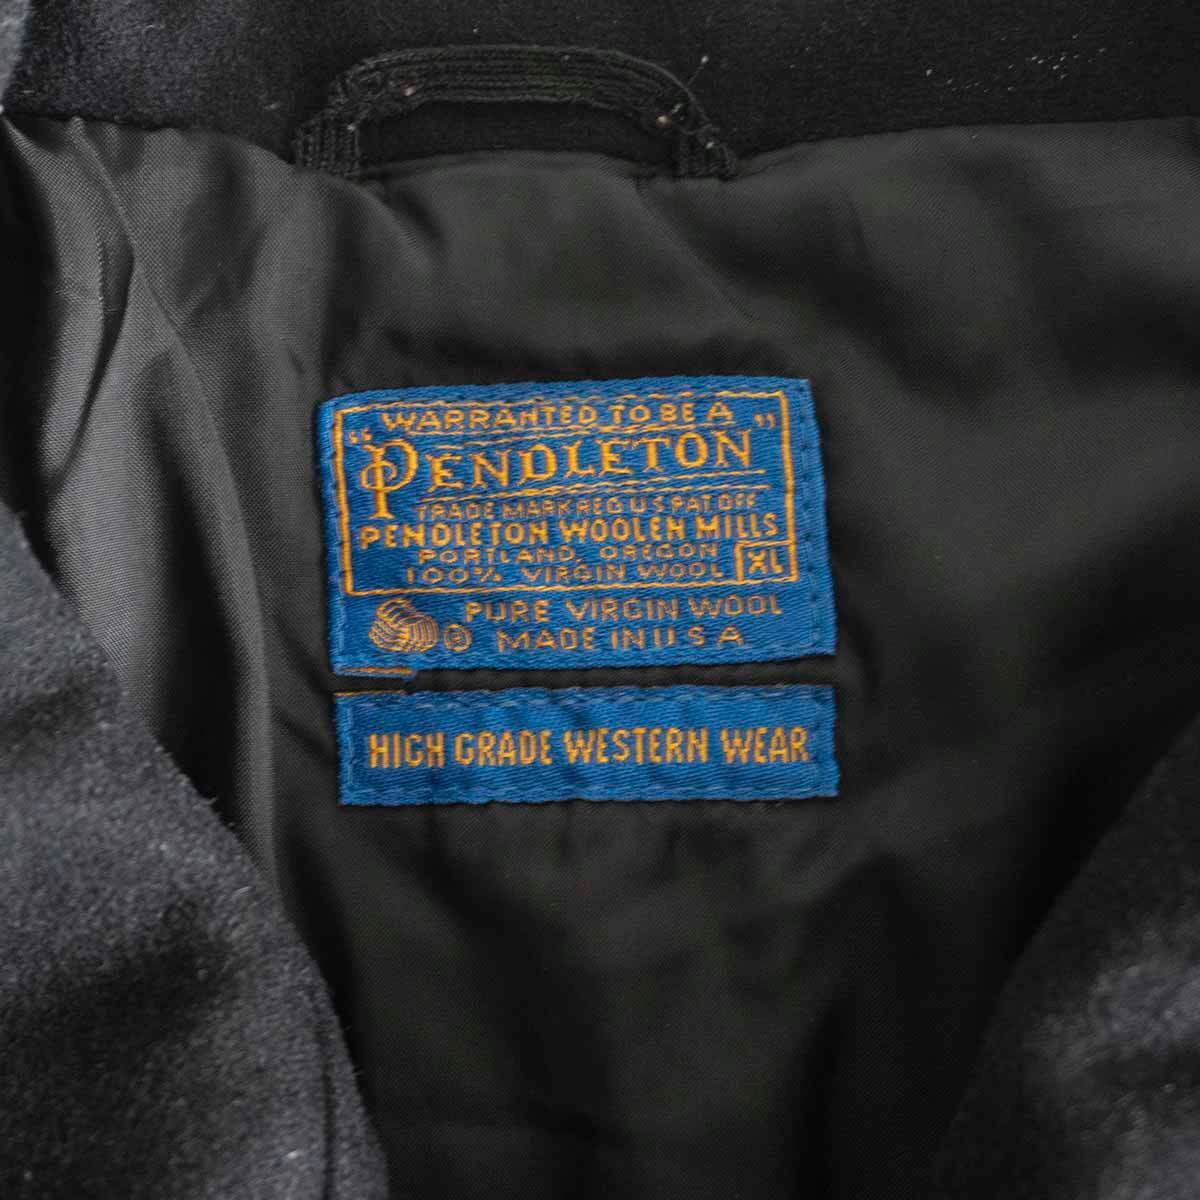 WARRANTED TO BE A
"PENDLETON"
TRADE MARK REG US PAT OFF
PENDLETON WOOLEN MILLS
PORTLAND, OREGON
100% VIRGIN WOOL XL
PURE VIRGIN WOOL
® MADE IN U S A
HIGH GRADE WESTERN WEAR